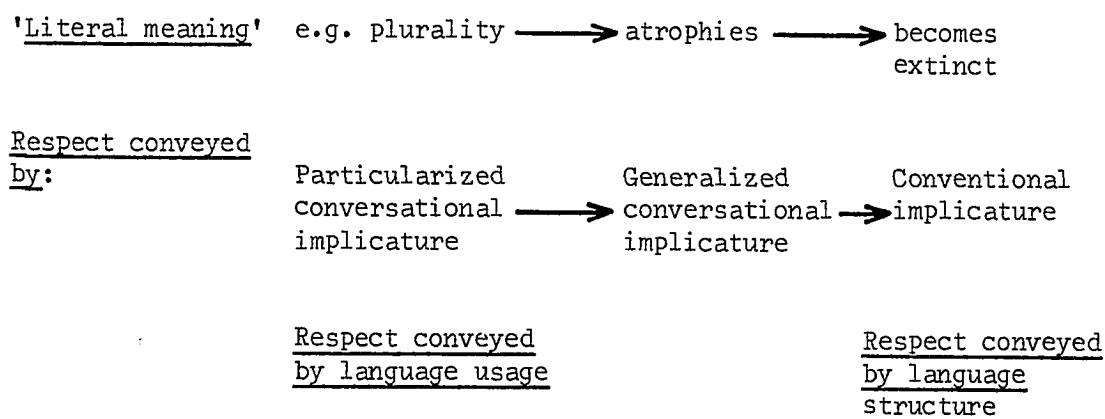 'Literal meaning' e.g. plurality atrophies becomes
extinct
Respect conveyed
by:
Particularized Generalized Conventional
conversational conversational implicature
implicature implicature
Respect conveyed Respect conveyed
by language usage by language
structure